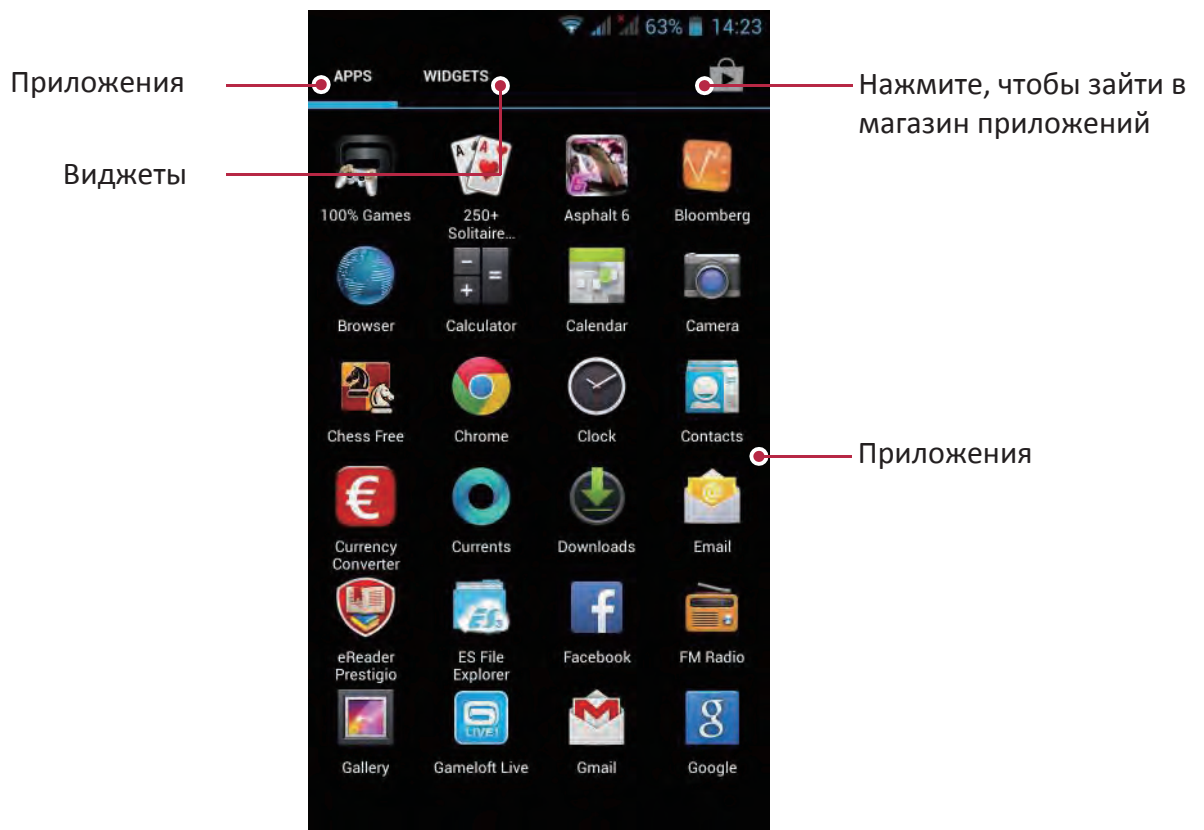 63% 14:23
APPS WIDGETS
Приложения
Виджеты
Нажмите, чтобы зайти в
магазин приложений
100% Games
250+
Solitaire...
Asphalt 6
Bloomberg
Browser
Calculator
Calendar
Camera
Chess Free
Chrome
Clock
Contacts
Приложения
Currency
Converter
Currents
Downloads
Email
eReader
Prestigio
ES File
Explorer
Facebook
FM Radio
LIVE!
Gallery
Gameloft Live
Gmail
Google